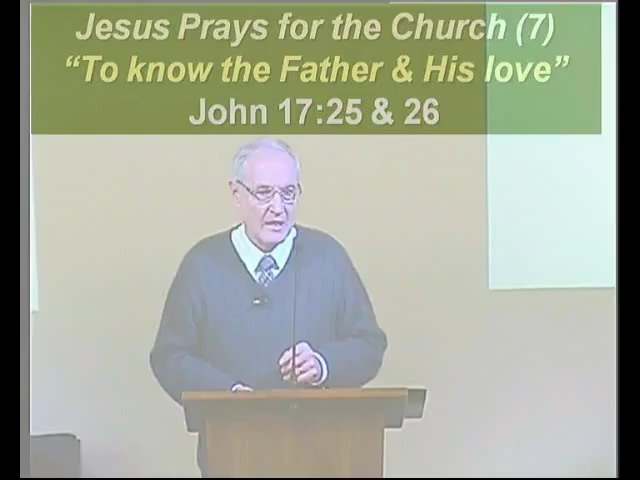 Jesus Prays for the Church (7)
“To know the Father & His love”
John 17:25 & 26